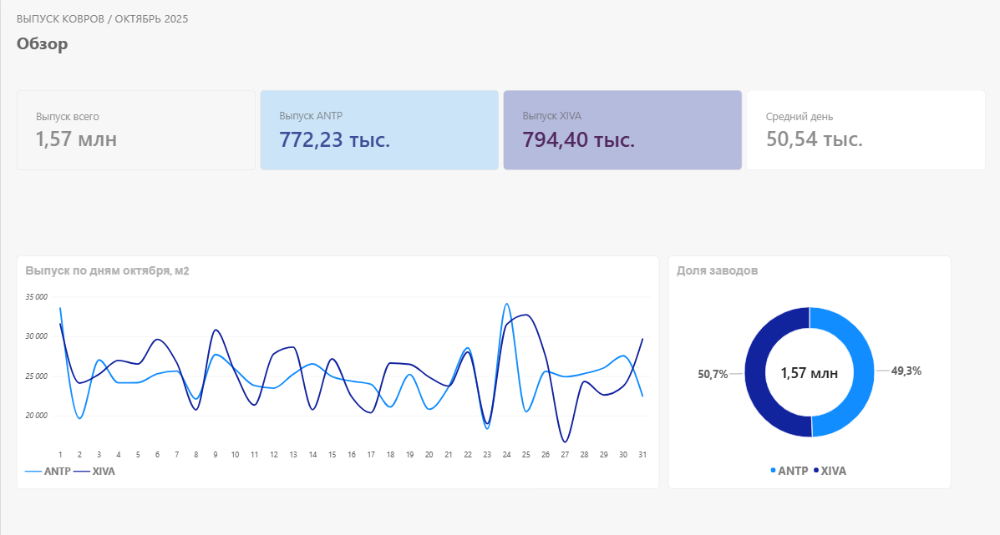 ВЫПУСК КОВРОВ / ОКТЯБРЬ 2025
Обзор
Выпуск всего
1,57 млн
Выпуск ANTP
772,23 тыс.
Выпуск XIVA
794,40 тыс.
Средний день
50,54 тыс.
Выпуск по дням октября, м2
35 000
30 000
25 000
20 000
1 2 3 4 5 6 7 8 9 10 11 12 13 14 15 16 17 18 19 20 21 22 23 24 25 26 27 28 29 30 31
ANTP XIVA
Доля заводов
50,7% 1,57 млн 49,3%
ANTP XIVA